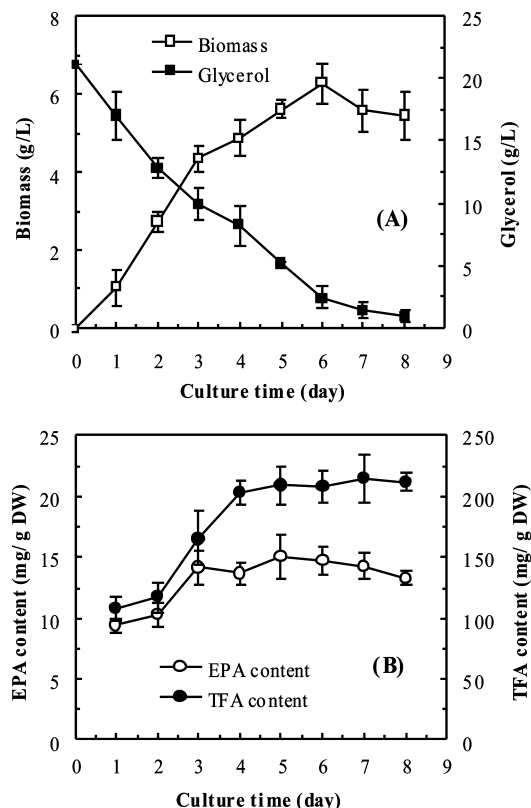 8
25
Biomass
Glycerol
6
20
Biomass (g/L)
4
15
Glycerol (g/L)
(A)
10
2
5
0
0
0 1 2 3 4 5 6 7 8 9
Culture time (day)
25
250
20
200
EPA content (mg/ g DW)
15
150
TFA content (mg/ g DW)
10
100
EPA content
(B)
TFA content
5
50
0
0
0 1 2 3 4 5 6 7 8 9
Culture time (day)